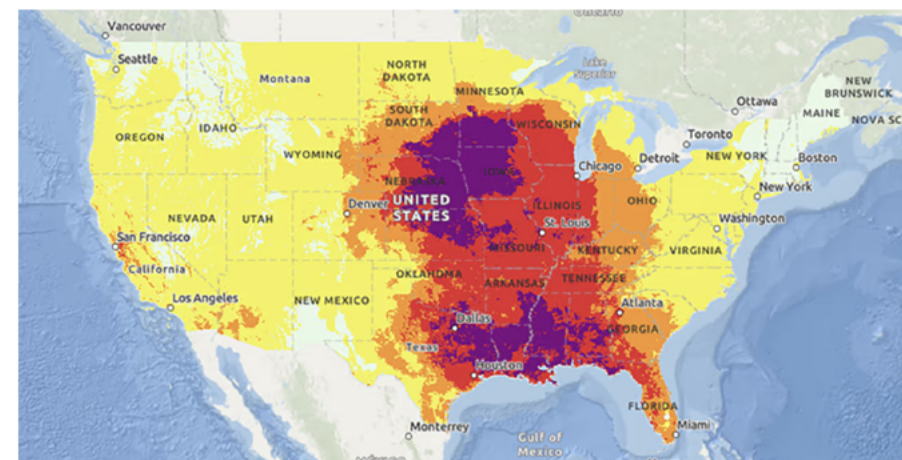 Ontario
Vancouver
Seattle
Lake
Superior
NORTH
DAKOTA
Montana
MINNESOTA
NEW
BRUNSWICK
Ottawa
MAINE
NOVA SC
SOUTH
DAKOTA
WISCONSIN
OREGON
IDAHO
Toronto
WYOMING
Chicago
Detroit
NEW YORK
Boston
NEBRASKA
IOWA
New York
Denver
UNITED
STATES
ILLINOIS
OHIO
NEVADA
UTAH
St. Louis
Washington
San Francisco
MISSOURI
KENTUCKY
VIRGINIA
California
OKLAHOMA
ARKANSAS
TENNESSEE
Los Angeles
NEW MEXICO
Atlanta
Dallas
GEORGIA
Texas
Houston
FLORIDA
Monterrey
Miami
Gulf of
Mexico